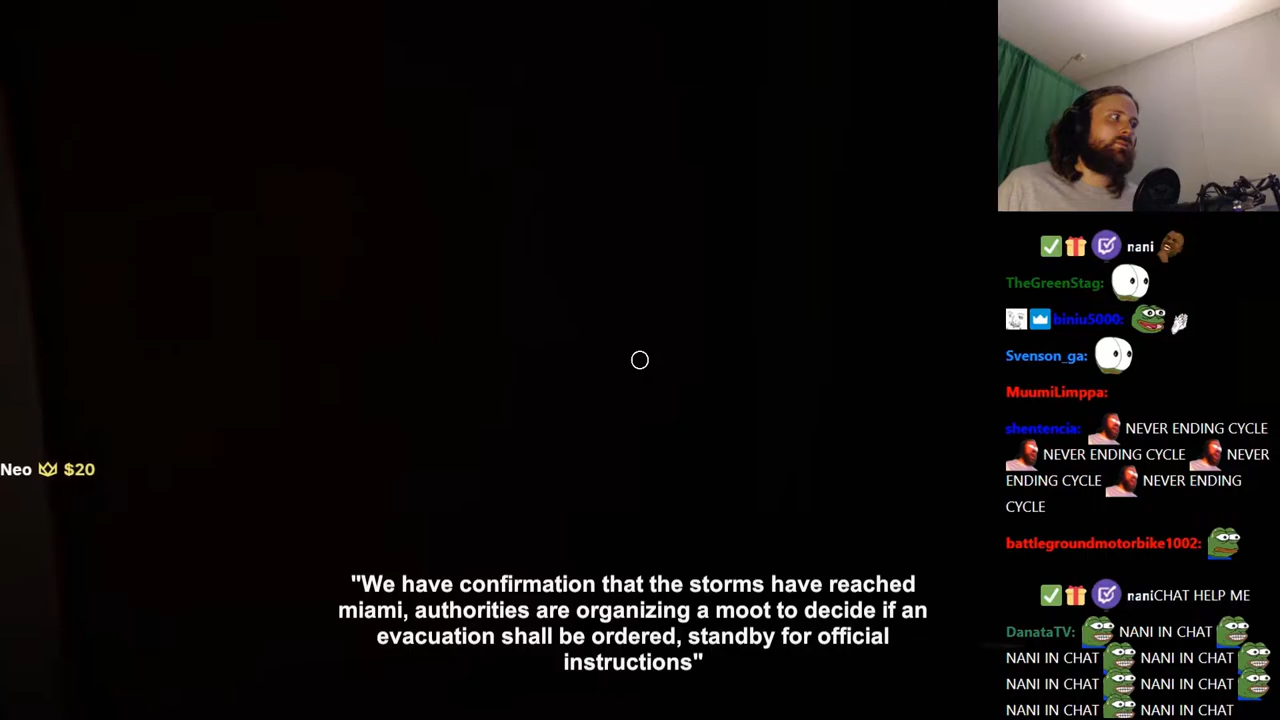 nani
TheGreenStag:
biniu5000:
Svenson_ga:
MuumiLimppa:
shentencia: NEVER ENDING CYCLE
NEVER ENDING CYCLE NEVER
ENDING CYCLE NEVER ENDING
CYCLE
Neo $20
battlegroundmotorbike1002:
"We have confirmation that the storms have reached
miami, authorities are organizing a moot to decide if an
evacuation shall be ordered, standby for official
instructions"
naniCHAT HELP ME
DanataTV: NANI IN CHAT
NANI IN CHAT NANI IN CHAT
NANI IN CHAT NANI IN CHAT
NANI IN CHAT NANI IN CHAT